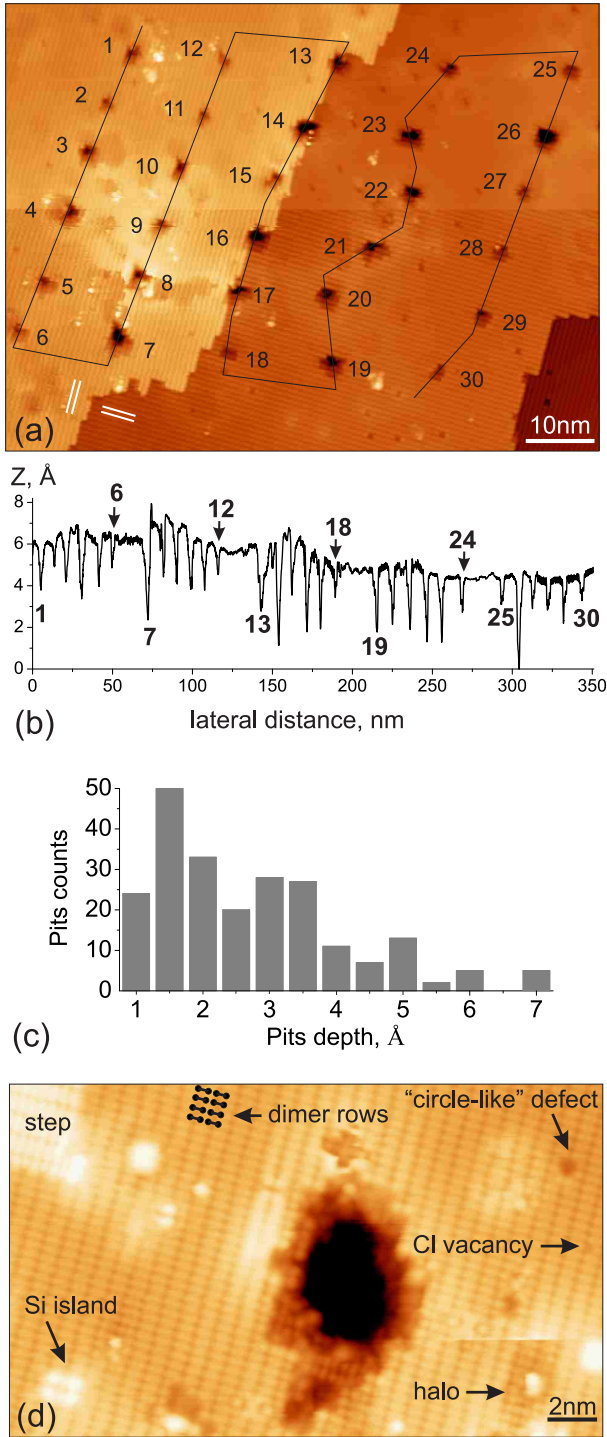 1 12 13 24 25
2 11 14 23 26
3 10 15 22 27
4 9 16 21 28
5 8 17 20 29
6 7 18 19 30
(a) 10nm
Z, Å
8
6
4
2
0
6 12 18 24
1 7 13 19 25 30
0 50 100 150 200 250 300 350
(b) lateral distance, nm
50
40
30
20
10
0
Pits counts
1 2 3 4 5 6 7
(c) Pits depth, Å
step
dimer rows
"circle-like" defect
Cl vacancy
Si island
halo
(d) 2nm